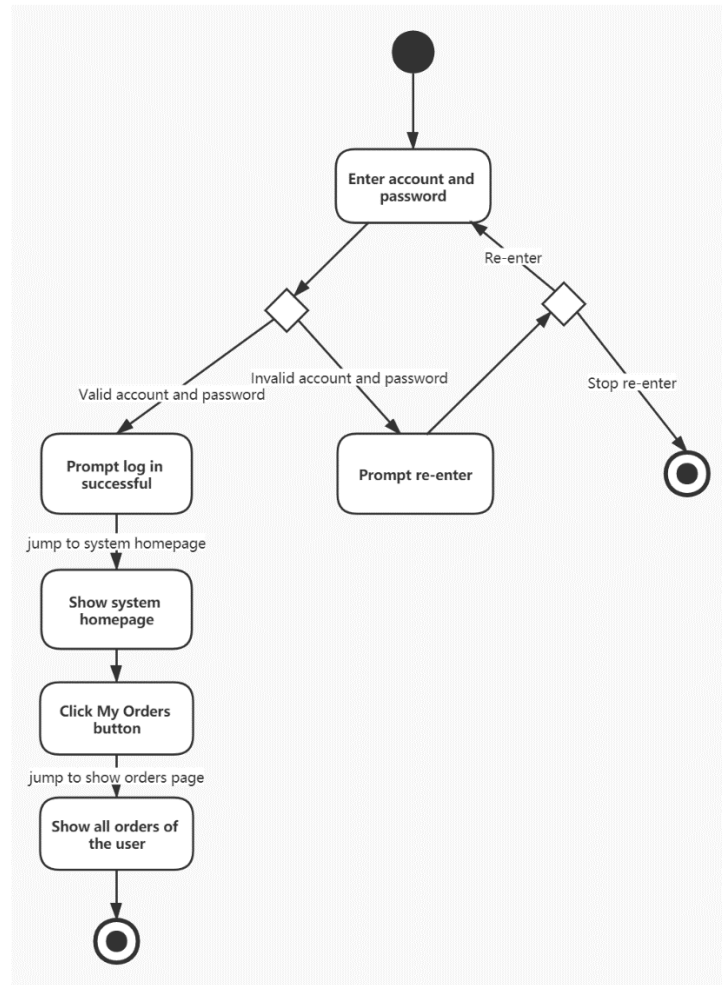 Enter account and
password
Re-enter
Invalid account and password
Valid account and password
Stop re-enter
Prompt log in
successful
Prompt re-enter
jump to system homepage
Show system
homepage
Click My Orders
button
jump to show orders page
Show all orders of
the user